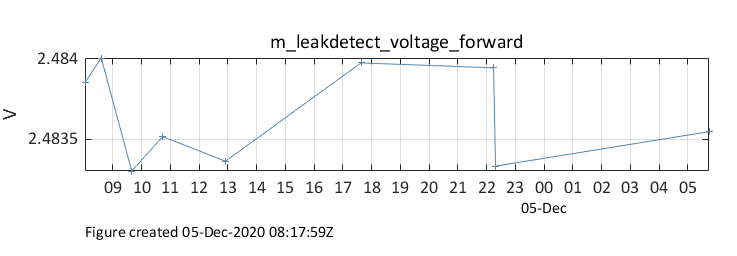 m_leakdetect_voltage_forward
2.484
V
2.4835
09 10 11 12 13 14 15 16 17 18 19 20 21 22 23 00 01 02 03 04 05
05-Dec
Figure created 05-Dec-2020 08:17:59Z